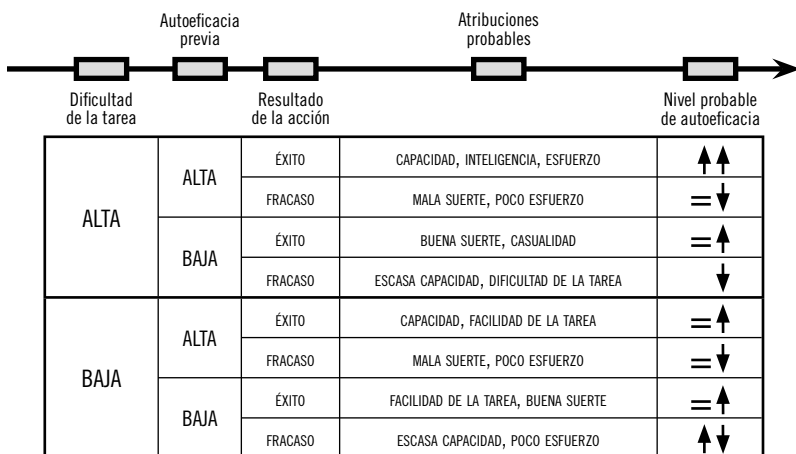 Autoeficacia
previa
Atribuciones
probables
Dificultad
de la tarea
Resultado
de la acción
Nivel probable
de autoeficacia
ALTA
ALTA
ÉXITO
CAPACIDAD, INTELIGENCIA, ESFUERZO
FRACASO
MALA SUERTE, POCO ESFUERZO
=
BAJA
ÉXITO
BUENA SUERTE, CASUALIDAD
=
FRACASO
ESCASA CAPACIDAD, DIFICULTAD DE LA TAREA
BAJA
ALTA
ÉXITO
CAPACIDAD, FACILIDAD DE LA TAREA
=
FRACASO
MALA SUERTE, POCO ESFUERZO
=
BAJA
ÉXITO
FACILIDAD DE LA TAREA, BUENA SUERTE
=
FRACASO
ESCASA CAPACIDAD, POCO ESFUERZO